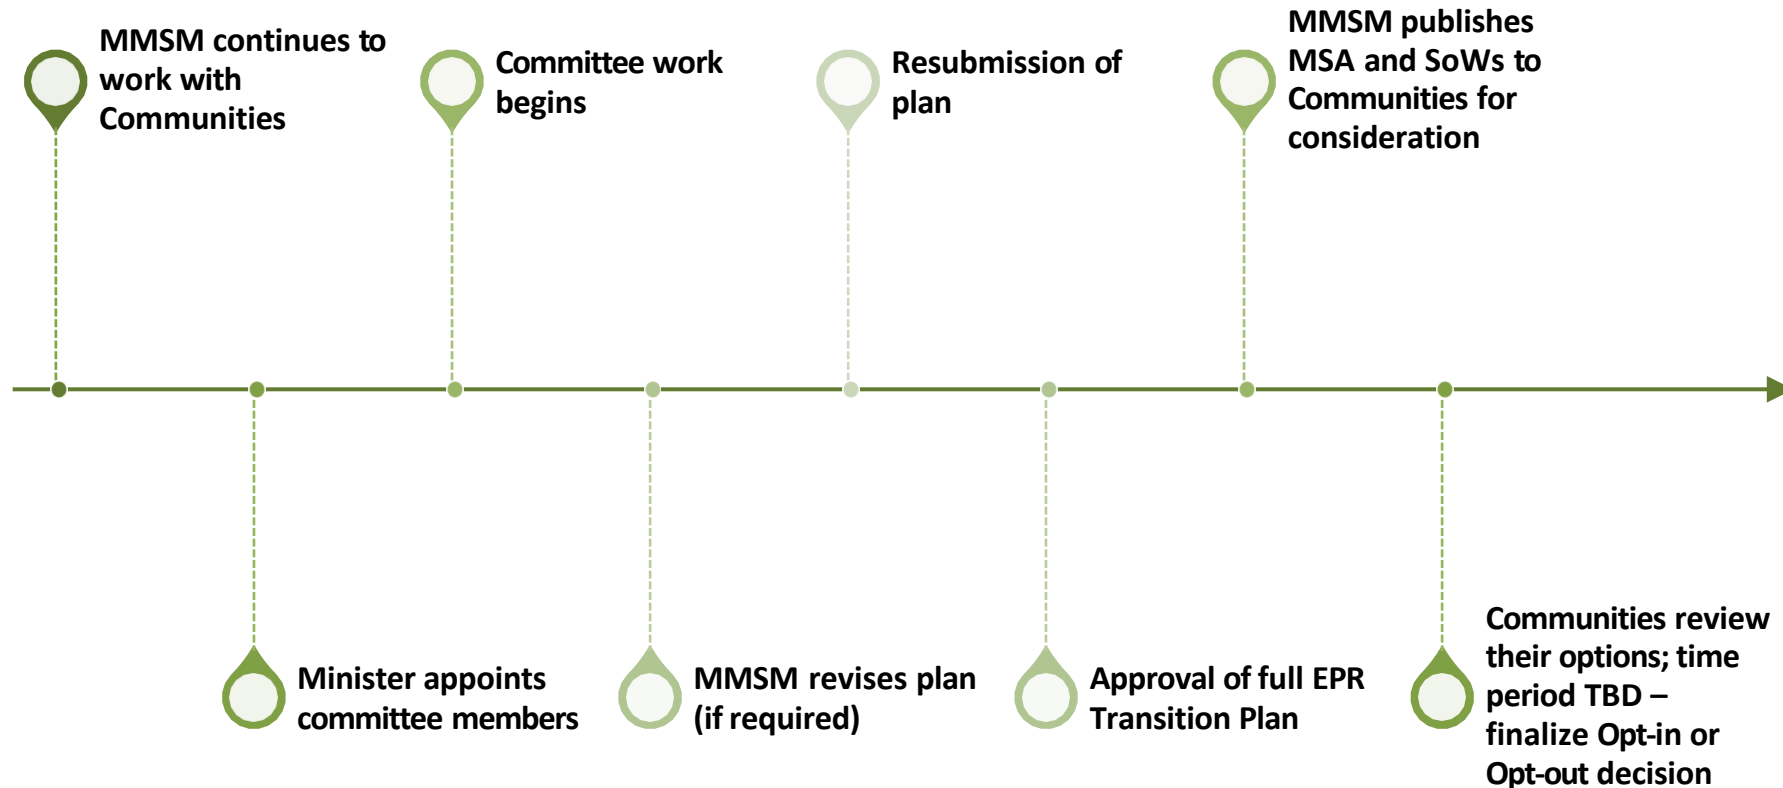 MMSM continues to
work with
Communities
Committee work
begins
Resubmission of
plan
MMSM publishes
MSA and SoWs to
Communities for
consideration
Minister appoints
committee members
MMSM revises plan
(if required)
Approval of full EPR
Transition Plan
Communities review
their options; time
period TBD –
finalize Opt-in or
Opt-out decision